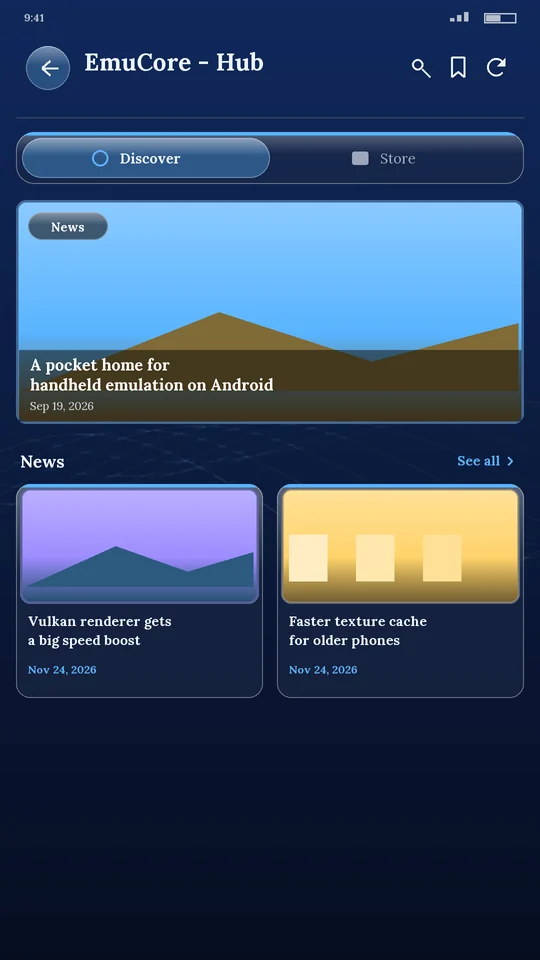 9:41
EmuCore - Hub
Discover
Store
News
A pocket home for
handheld emulation on Android
Sep 19, 2026
News
See all
Vulkan renderer gets
a big speed boost
Nov 24, 2026
Faster texture cache
for older phones
Nov 24, 2026